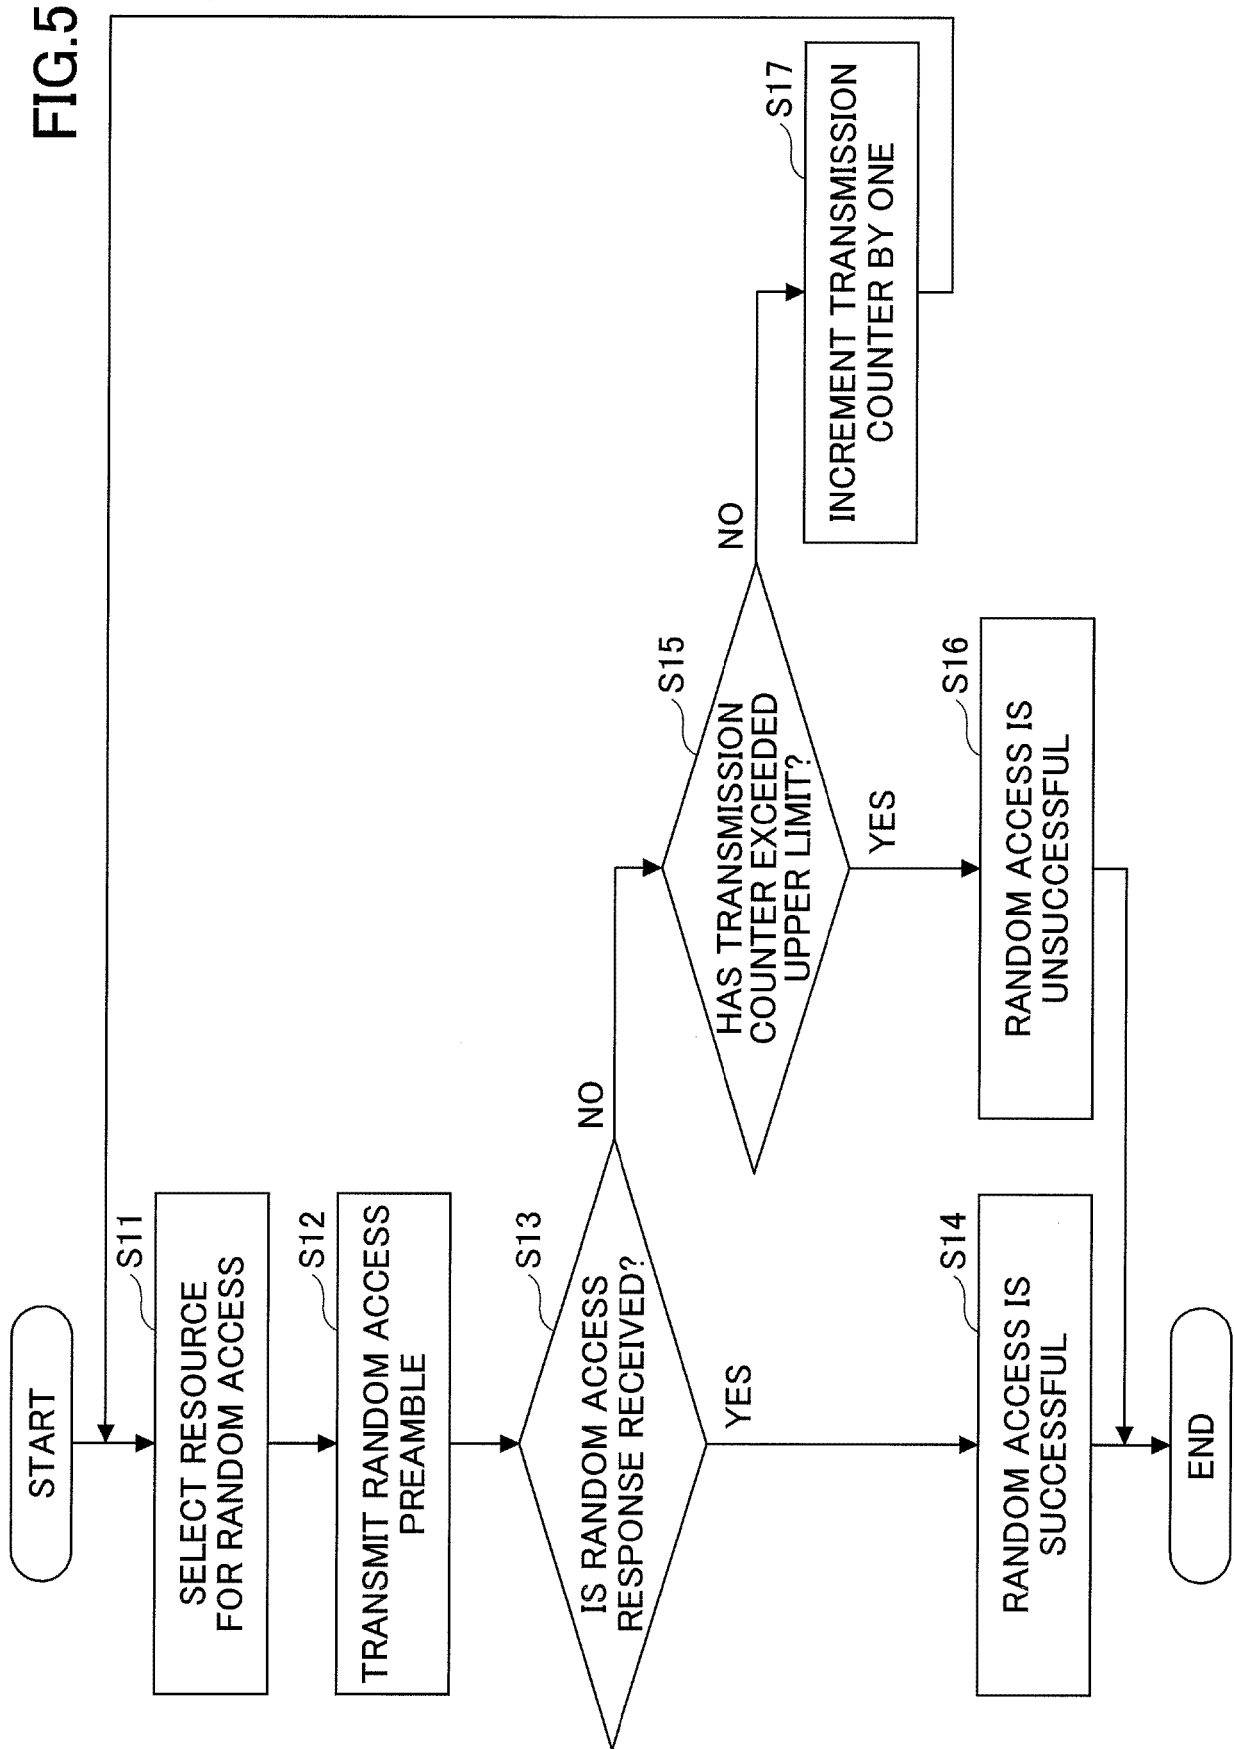 FIG.5
START
S11
SELECT RESOURCE
FOR RANDOM ACCESS
S12
TRANSMIT RANDOM ACCESS
PREAMBLE
S13
IS RANDOM ACCESS
RESPONSE RECEIVED?
NO
YES
S15
HAS TRANSMISSION
COUNTER EXCEEDED
UPPER LIMIT?
NO
YES
S17
INCREMENT TRANSMISSION
COUNTER BY ONE
S14
RANDOM ACCESS IS
SUCCESSFUL
S16
RANDOM ACCESS IS
UNSUCCESSFUL
END